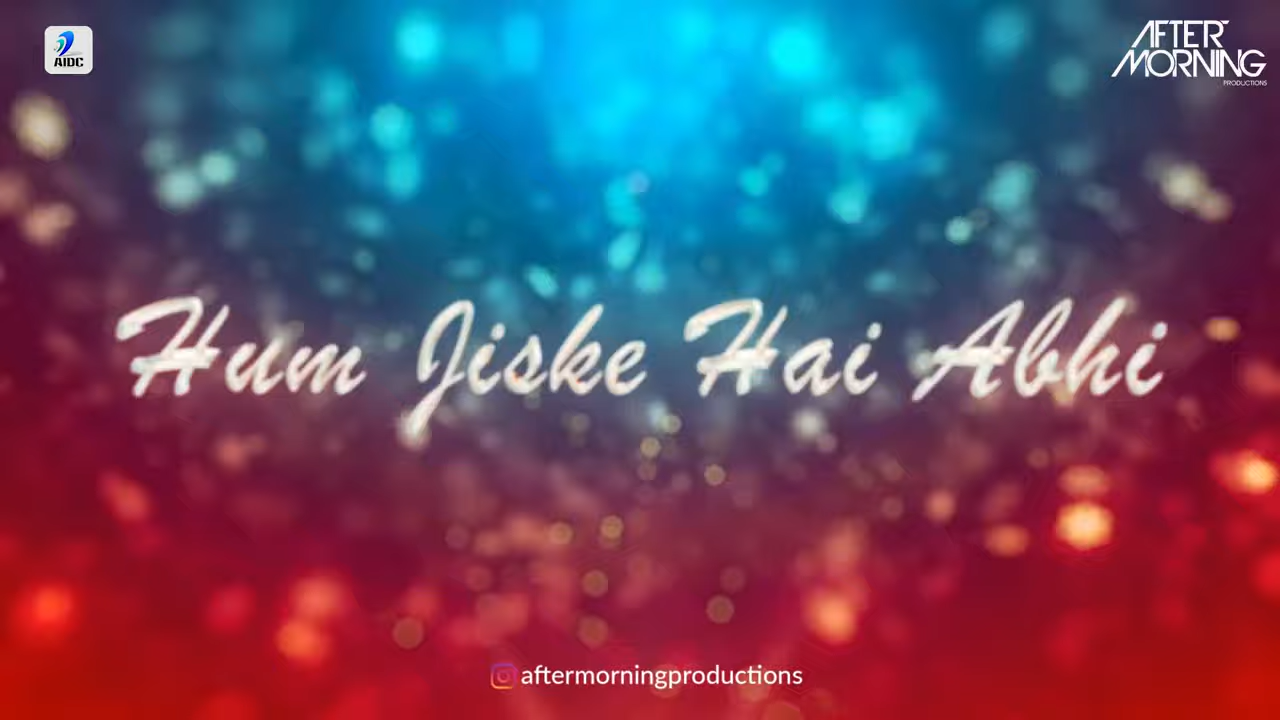 AIDC
AFTER
MORNING
PRODUCTIONS
Hum Jiske Hai Abhi
aftermorningproductions